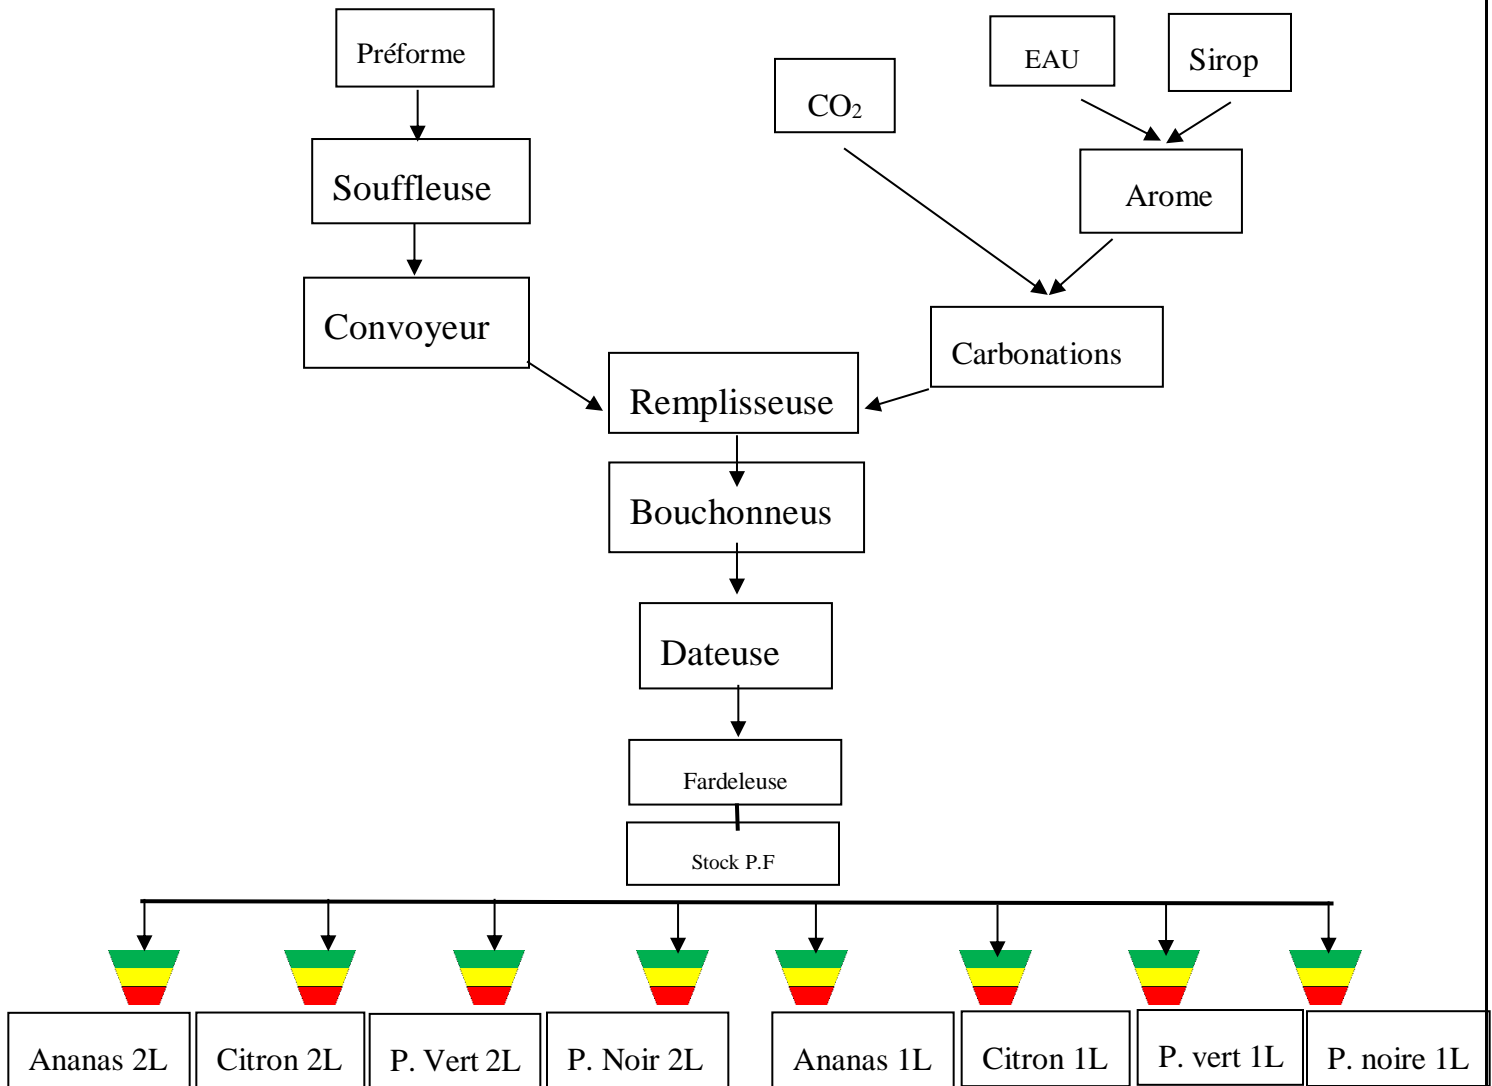 Préforme
EAU
Sirop
CO₂
Souffleuse
Arome
Convoyeur
Carbonations
Remplisseuse
Bouchonneus
Dateuse
Fardeleuse
Stock P.F
Ananas 2L
Citron 2L
P. Vert 2L
P. Noir 2L
Ananas 1L
Citron 1L
P. vert 1L
P. noire 1L